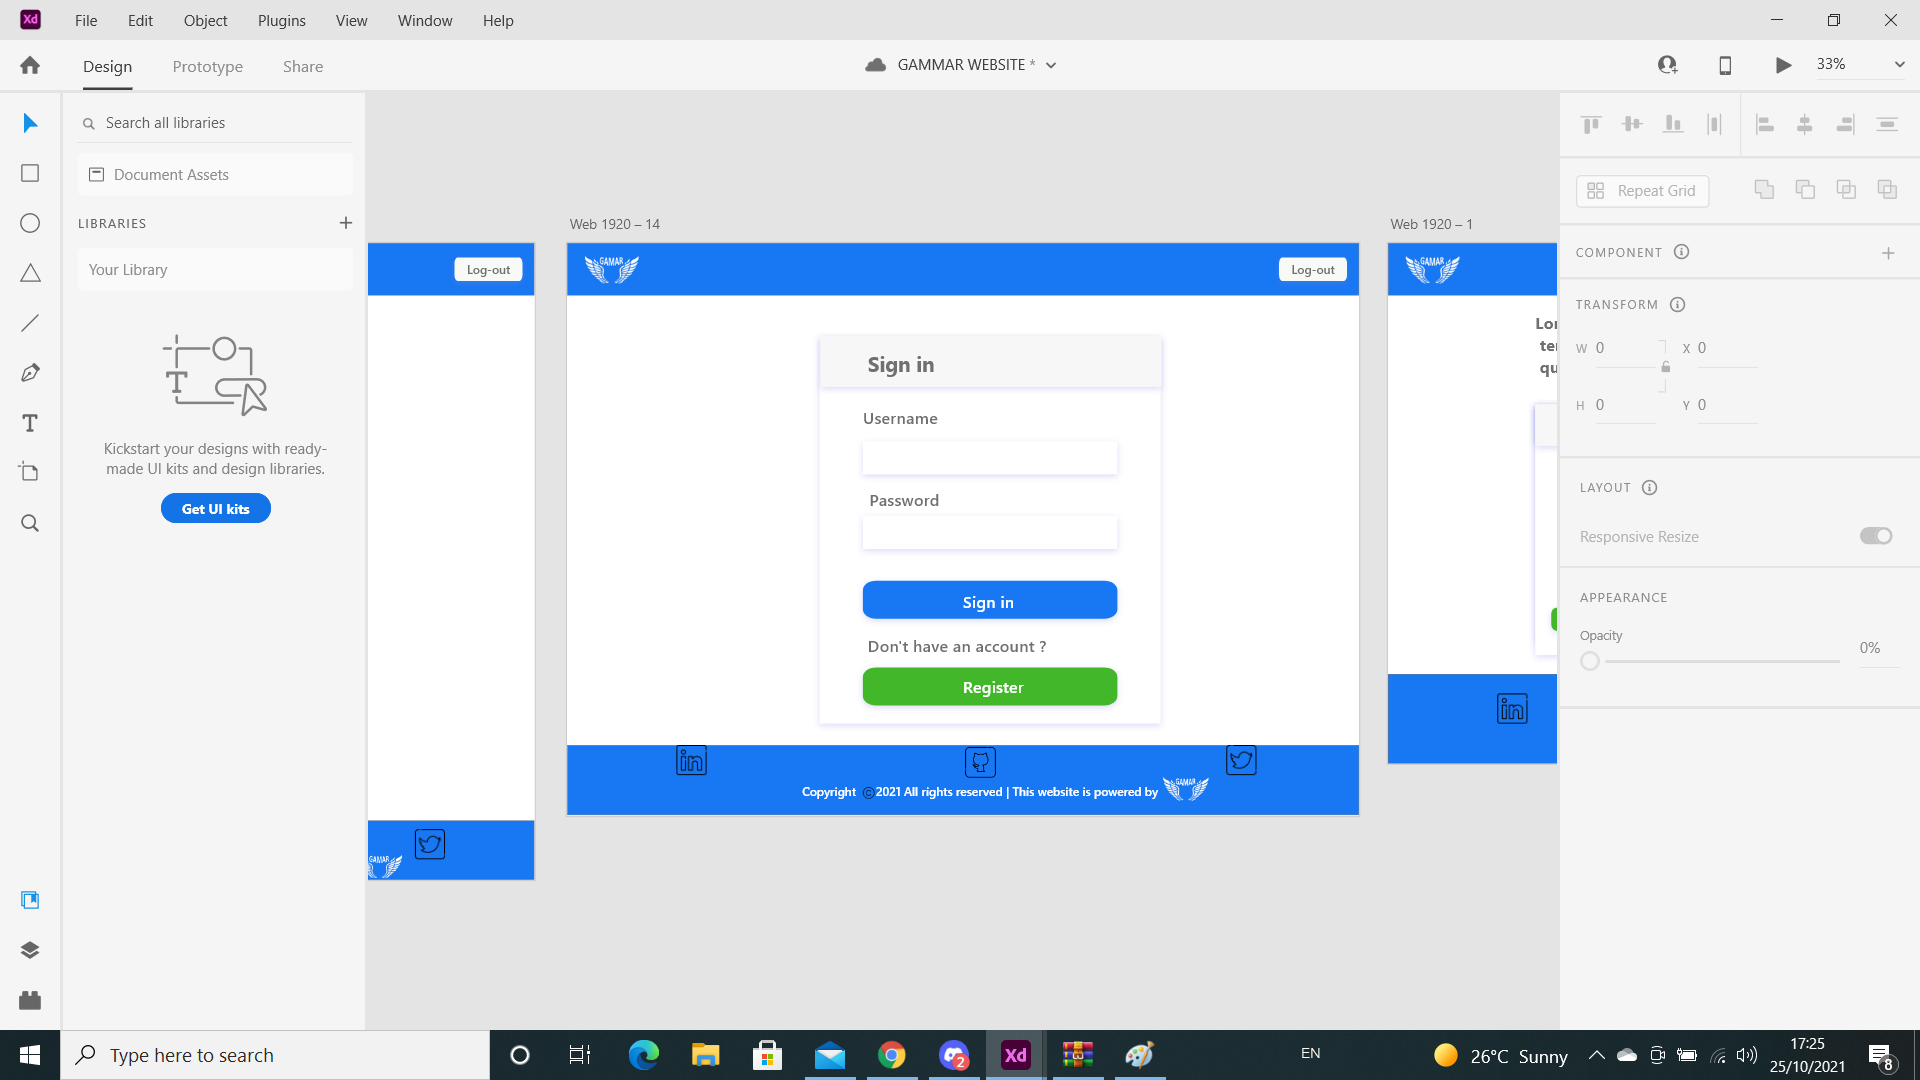 Xd File Edit Object Plugins View Window Help
Design Prototype Share
GAMMAR WEBSITE *
33%
Search all libraries
Document Assets
LIBRARIES
Your Library
Kickstart your designs with ready-
made UI kits and design libraries.
Get UI kits
Log-out
GAMAR
Web 1920 – 14
GAMAR
Log-out
Sign in
Username
Password
Sign in
Don't have an account ?
Register
in
Copyright ©2021 All rights reserved | This website is powered by
GAMAR
Web 1920 – 1
GAMAR
Lor
te
qu
in
Repeat Grid
COMPONENT
TRANSFORM
W 0 X 0
H 0 Y 0
LAYOUT
Responsive Resize
APPEARANCE
Opacity
0%
Type here to search
2
Xd
EN
26°C Sunny
17:25
25/10/2021
8